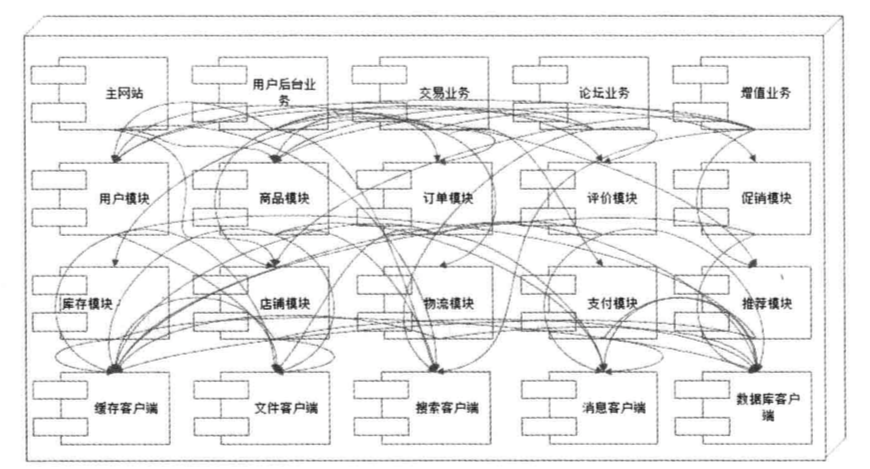 主网站
用户后台业
务
交易业务
论坛业务
增值业务
用户模块
商品模块
订单模块
评价模块
促销模块
库存模块
店铺模块
物流模块
支付模块
推荐模块
缓存客户端
文件客户端
搜索客户端
消息客户端
数据库客户
端